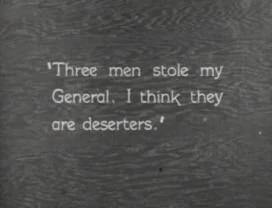 'Three men stole my
General. I think they
are deserters.'